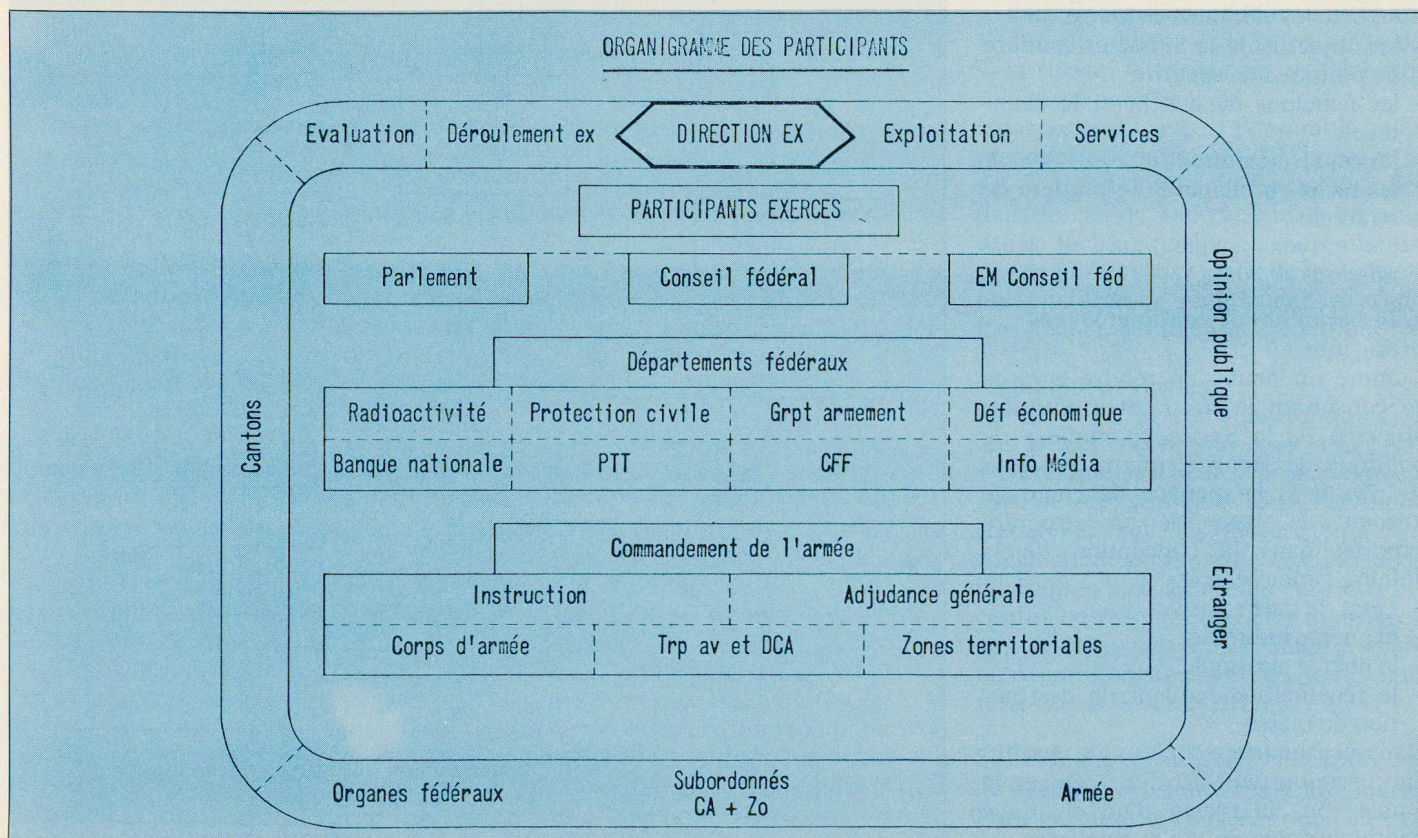 ORGANIGRAMME DES PARTICIPANTS
Evaluation Déroulement ex DIRECTION EX Exploitation Services
PARTICIPANTS EXERCES
Parlement Conseil fédéral EM Conseil féd
Départements fédéraux
Radioactivité Protection civile Grpt armement Déf économique
Banque nationale PTT CFF Info Média
Commandement de l'armée
Instruction Adjudance générale
Corps d'armée Trp av et DCA Zones territoriales
Cantons
Opinion publique
Etranger
Organes fédéraux
Subordonnés
CA + Zo
Armée